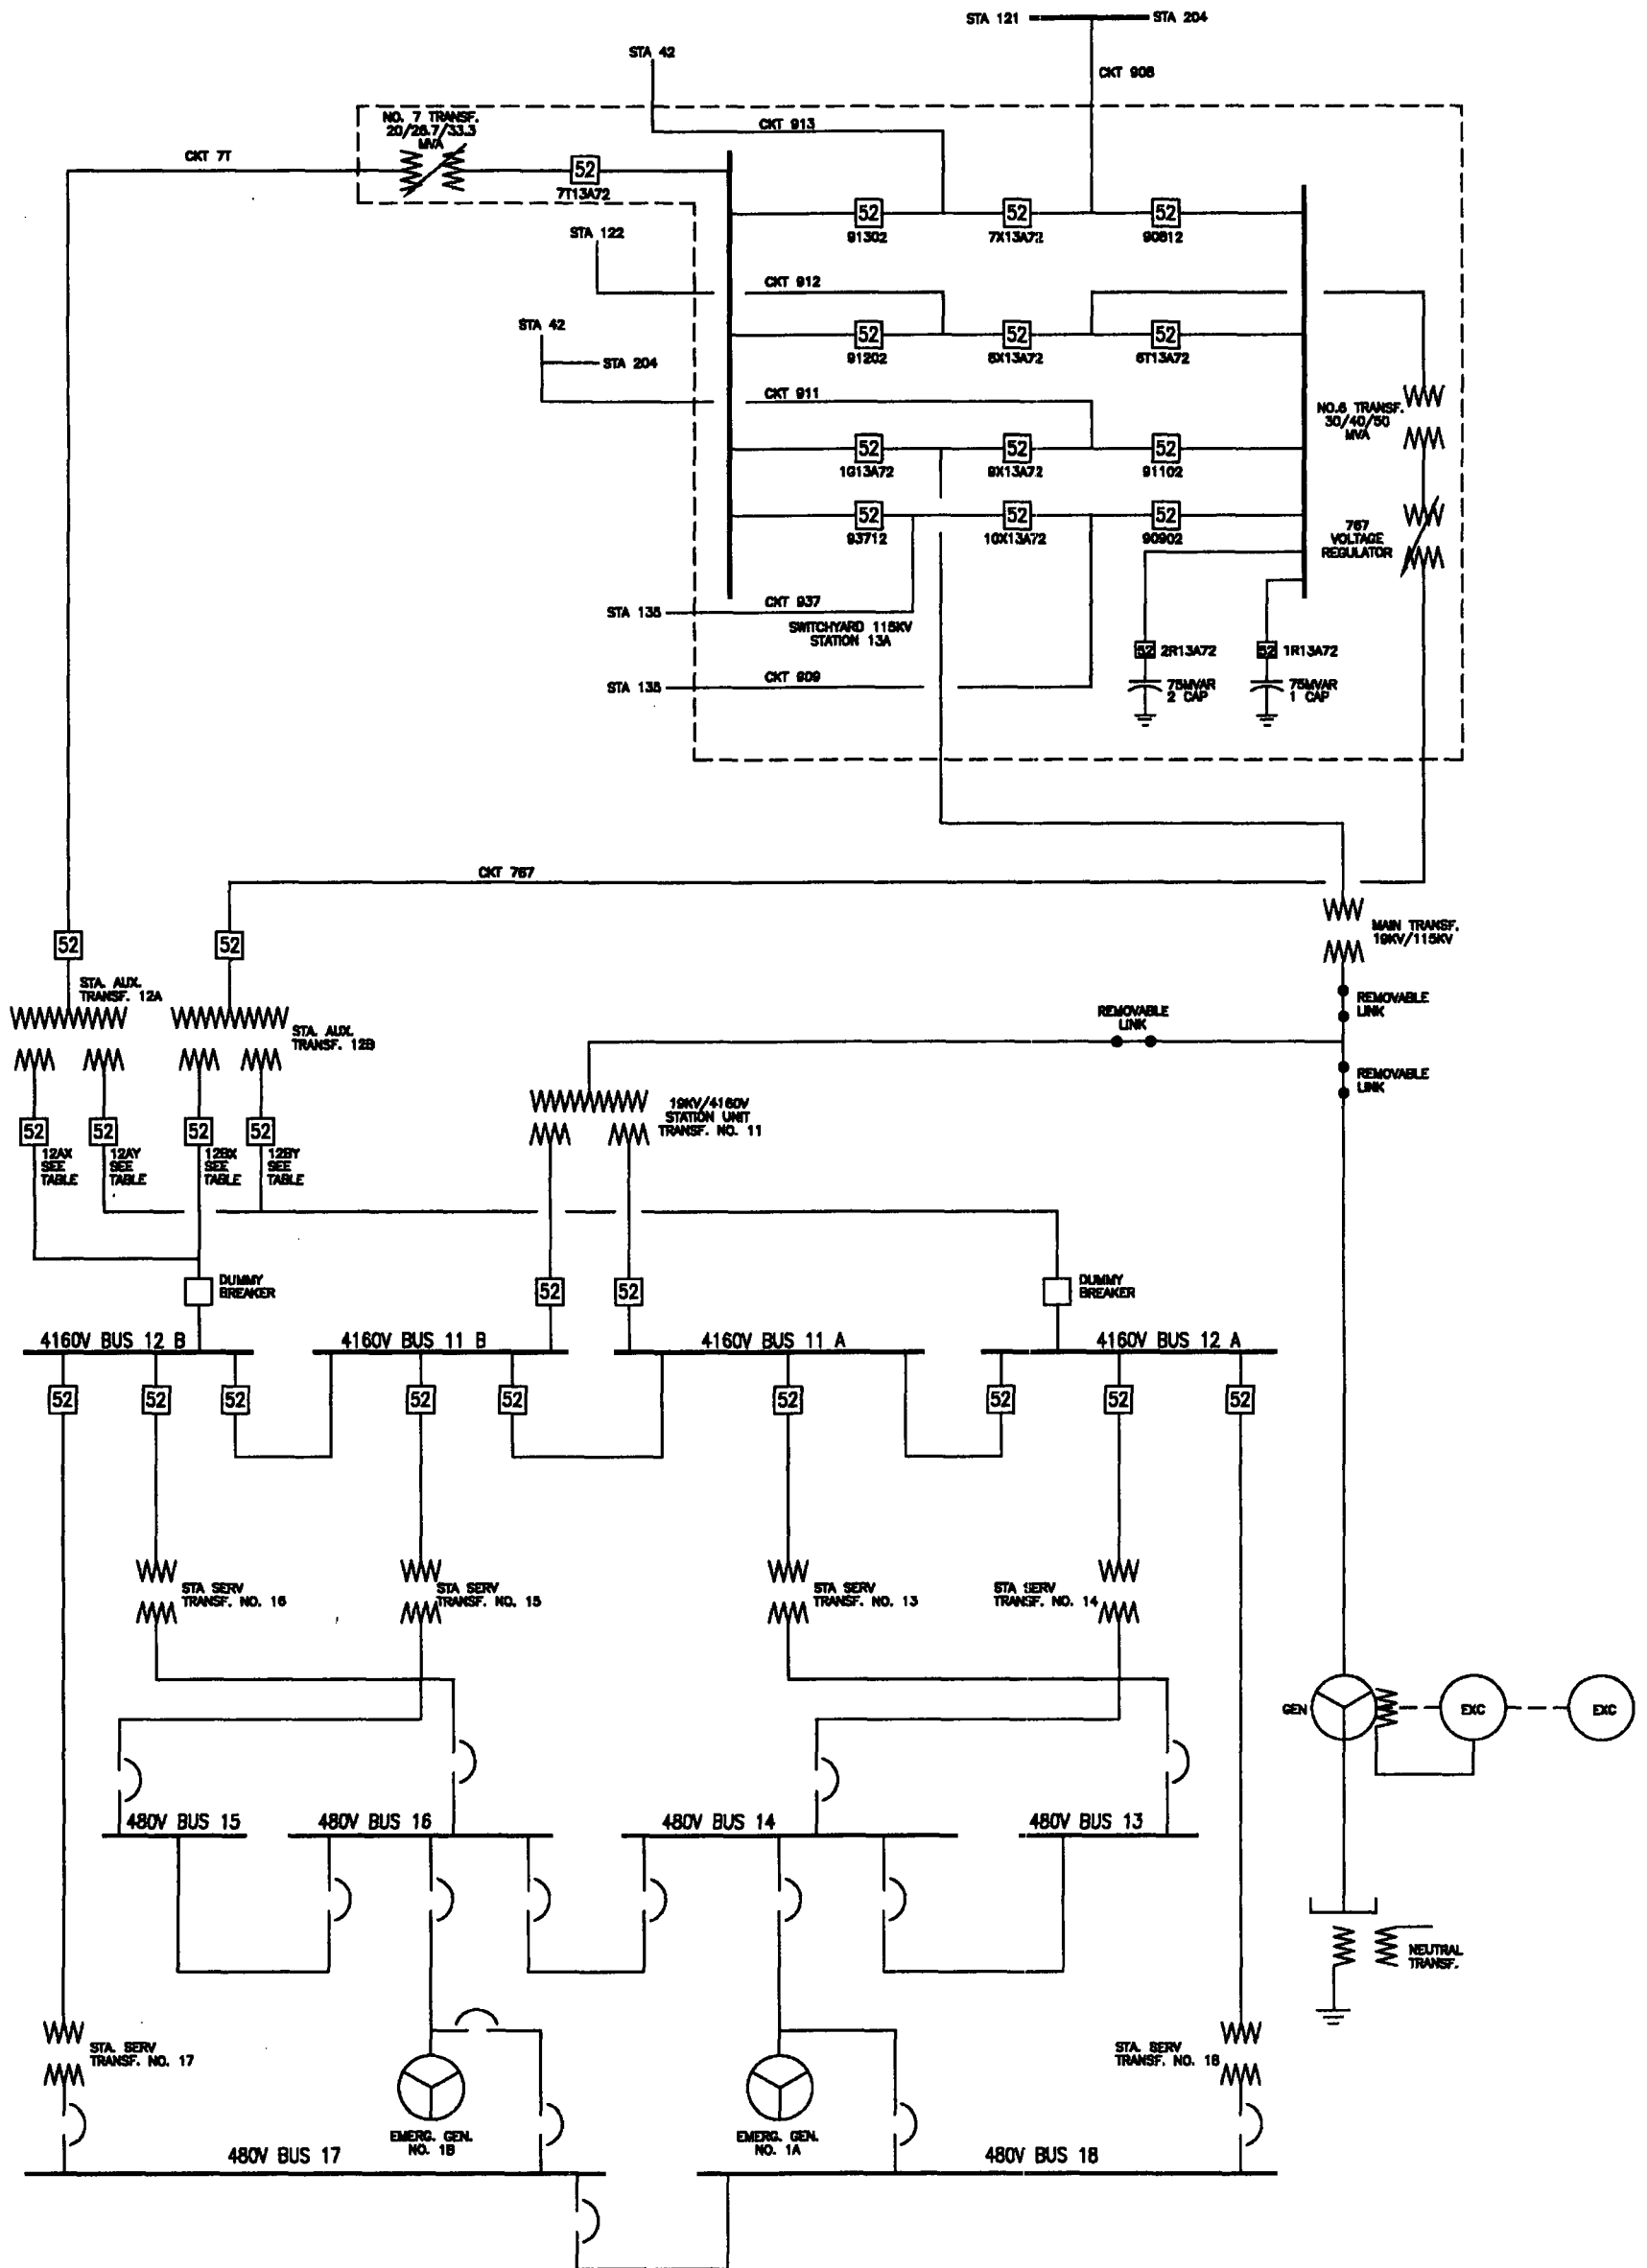 STA 121
STA 204
STA 42
CKT 908
NO. 7 TRANSF.
20/26.7/33.3
MVA
CKT 913
CKT 7T
52
7T13A72
52
91302
52
7X13A72
52
90812
STA 122
CKT 912
STA 42
STA 204
52
91202
52
6X13A72
52
6T13A72
CKT 911
NO.6 TRANSF.
30/40/50
MVA
52
1G13A72
52
9X13A72
52
91102
52
93712
52
10X13A72
52
90902
767
VOLTAGE
REGULATOR
STA 135
CKT 937
SWITCHYARD 115KV
STATION 13A
52 2R13A72
52 1R13A72
STA 135
CKT 909
75MVAR
2 CAP
75MVAR
1 CAP
CKT 767
52
52
MAIN TRANSF.
19KV/115KV
STA. AUX.
TRANSF. 12A
STA. AUX.
TRANSF. 12B
REMOVABLE
LINK
REMOVABLE
LINK
REMOVABLE
LINK
19KV/4160V
STATION UNIT
TRANSF. NO. 11
52
12AX
SEE
TABLE
52
12AY
SEE
TABLE
52
12BX
SEE
TABLE
52
12BY
SEE
TABLE
DUMMY
BREAKER
52
52
DUMMY
BREAKER
4160V BUS 12 B
4160V BUS 11 B
4160V BUS 11 A
4160V BUS 12 A
52
52
52
52
52
52
52
52
52
STA SERV
TRANSF. NO. 16
STA SERV
TRANSF. NO. 15
STA SERV
TRANSF. NO. 13
STA SERV
TRANSF. NO. 14
GEN
EXC
EXC
480V BUS 15
480V BUS 16
480V BUS 14
480V BUS 13
NEUTRAL
TRANSF.
STA. SERV
TRANSF. NO. 17
STA. SERV
TRANSF. NO. 18
EMERG. GEN.
NO. 1B
EMERG. GEN.
NO. 1A
480V BUS 17
480V BUS 18